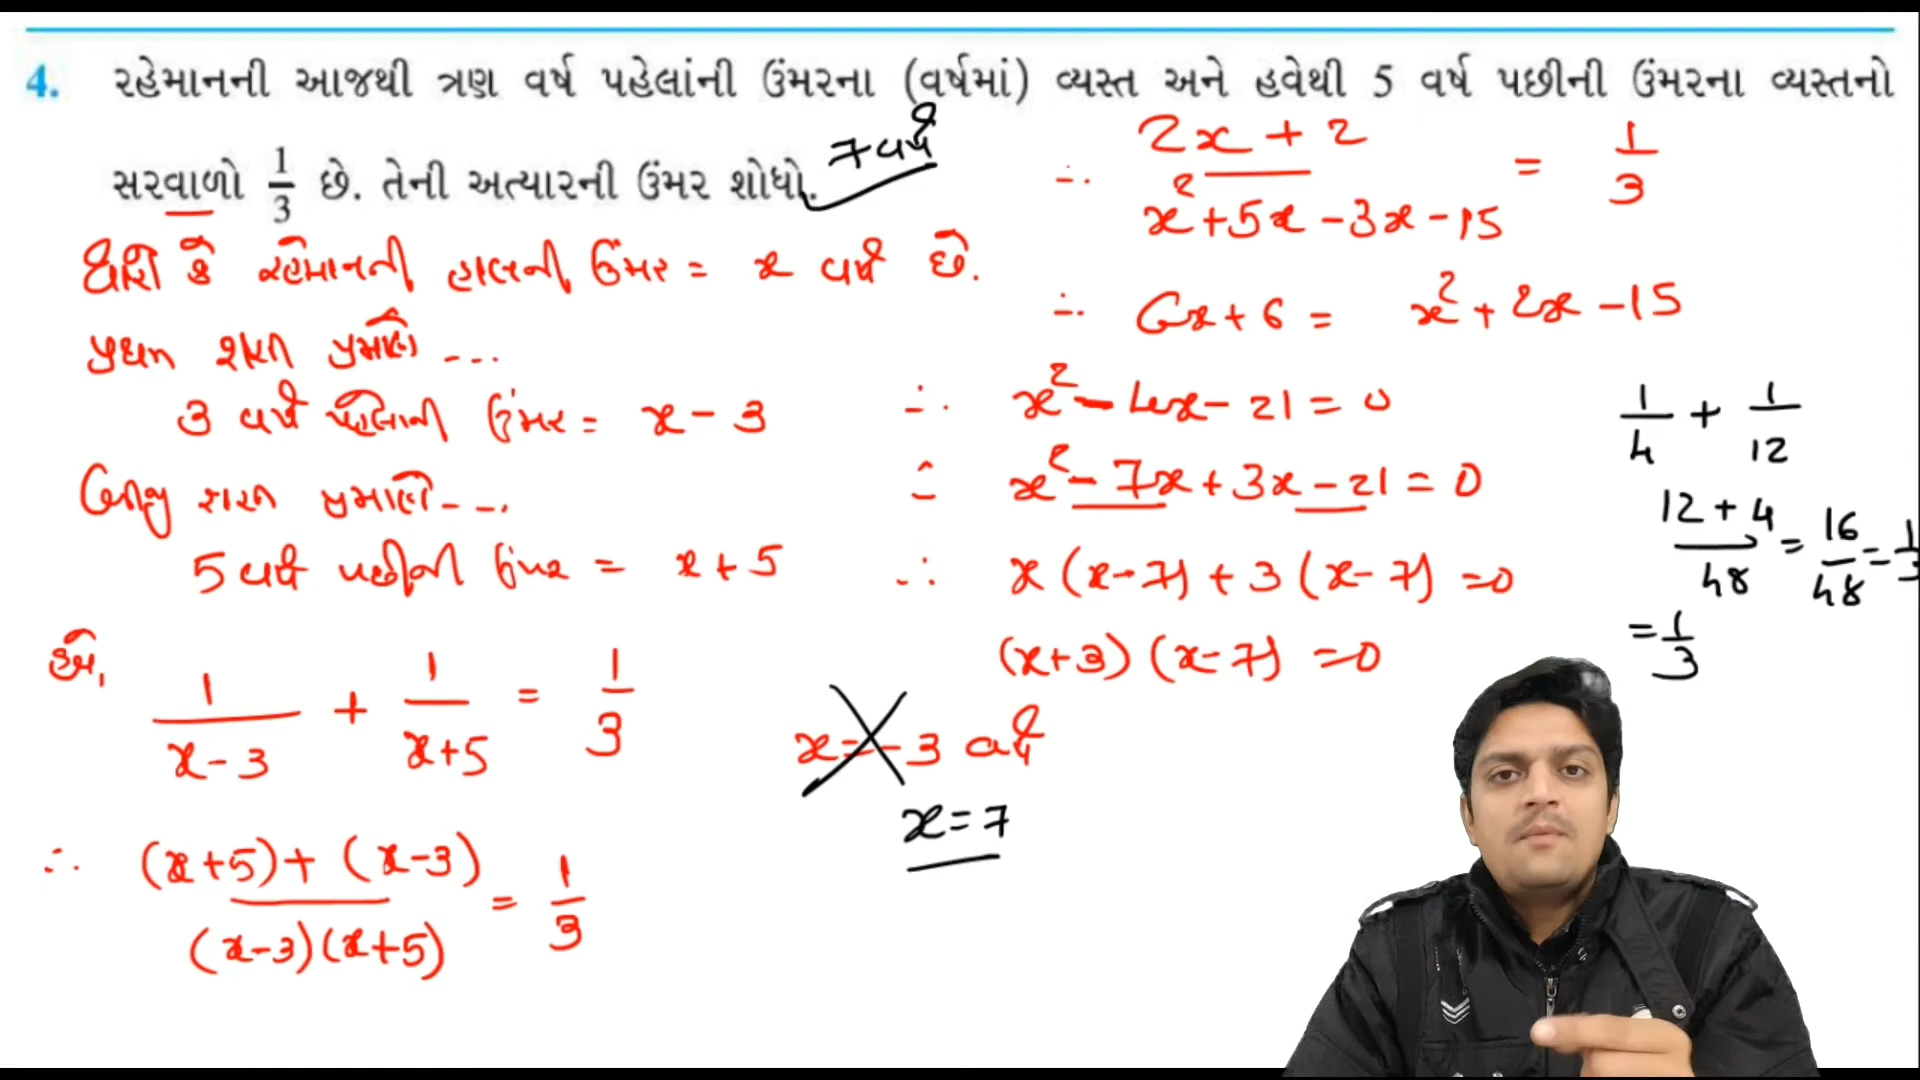 4. રહેમાનની આજથી ત્રણ વર્ષ પહેલાંની ઉંમરના (વર્ષમાં) વ્યસ્ત અને હવેથી 5 વર્ષ પછીની ઉંમરના વ્યસ્તનો
સરવાળો 1/3 છે. તેની અત્યારની ઉંમર શોધો. 7 વર્ષ
ધારો કે રહેમાનની હાલની ઉંમર = x વર્ષ છે.
પ્રથમ શરત પ્રમાણે ...
3 વર્ષ પહેલાની ઉંમર = x - 3
બીજી શરત પ્રમાણે - - .
5 વર્ષ પછીની ઉંમર = x + 5
1/(x-3) + 1/(x+5) = 1/3
∴ ((x+5) + (x-3))/((x-3)(x+5)) = 1/3
∴ (2x + 2)/(x² + 5x - 3x - 15) = 1/3
∴ 6x + 6 = x² + 2x - 15
∴ x² - 4x - 21 = 0
∴ x² - 7x + 3x - 21 = 0
∴ x (x - 7) + 3 (x - 7) = 0
(x+3) (x-7) = 0
x = -3 વર્ષ
x = 7
1/4 + 1/12
(12 + 4)/48 = 16/48 = 1/3
= 1/3